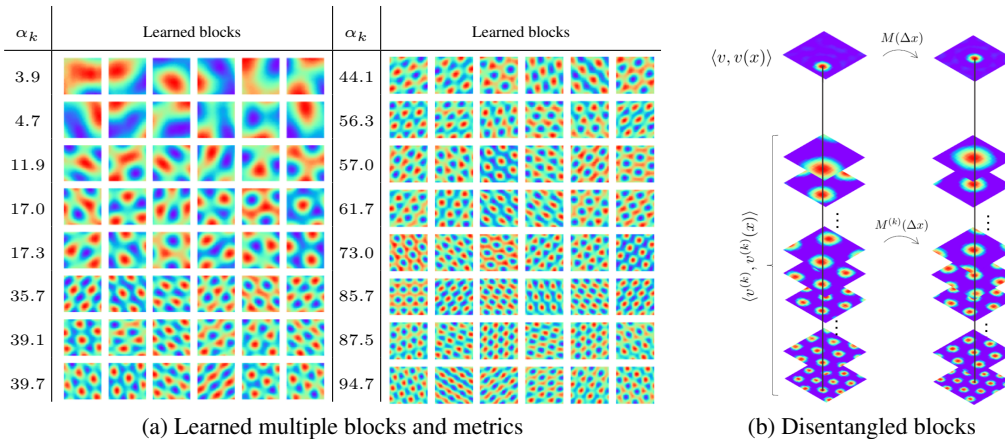 α_k Learned blocks α_k Learned blocks
3.9 44.1
4.7 56.3
11.9 57.0
17.0 61.7
17.3 73.0
35.7 85.7
39.1 87.5
39.7 94.7
(a) Learned multiple blocks and metrics
⟨v, v(x)⟩ M(Δx)
⟨v^(k), v^(k)(x)⟩ M^(k)(Δx)
(b) Disentangled blocks